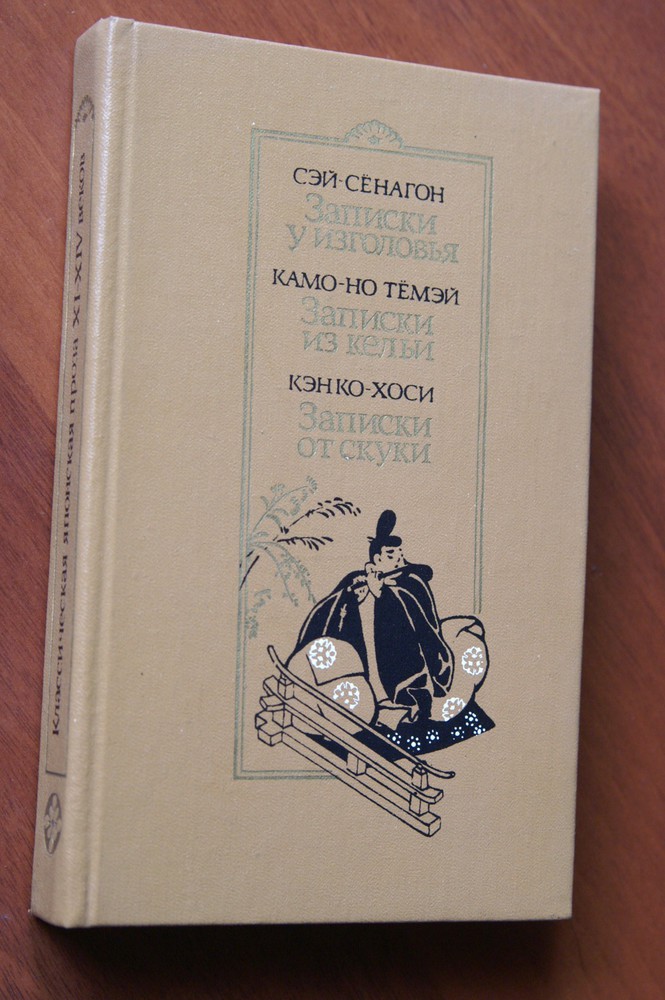 СЭЙ-СЁНАГОН
Записки
у изголовья
КАМО-НО ТЁМЭЙ
Записки
из кельи
КЭНКО-ХОСИ
Записки
от скуки
Классическая японская проза XI-XIV веков